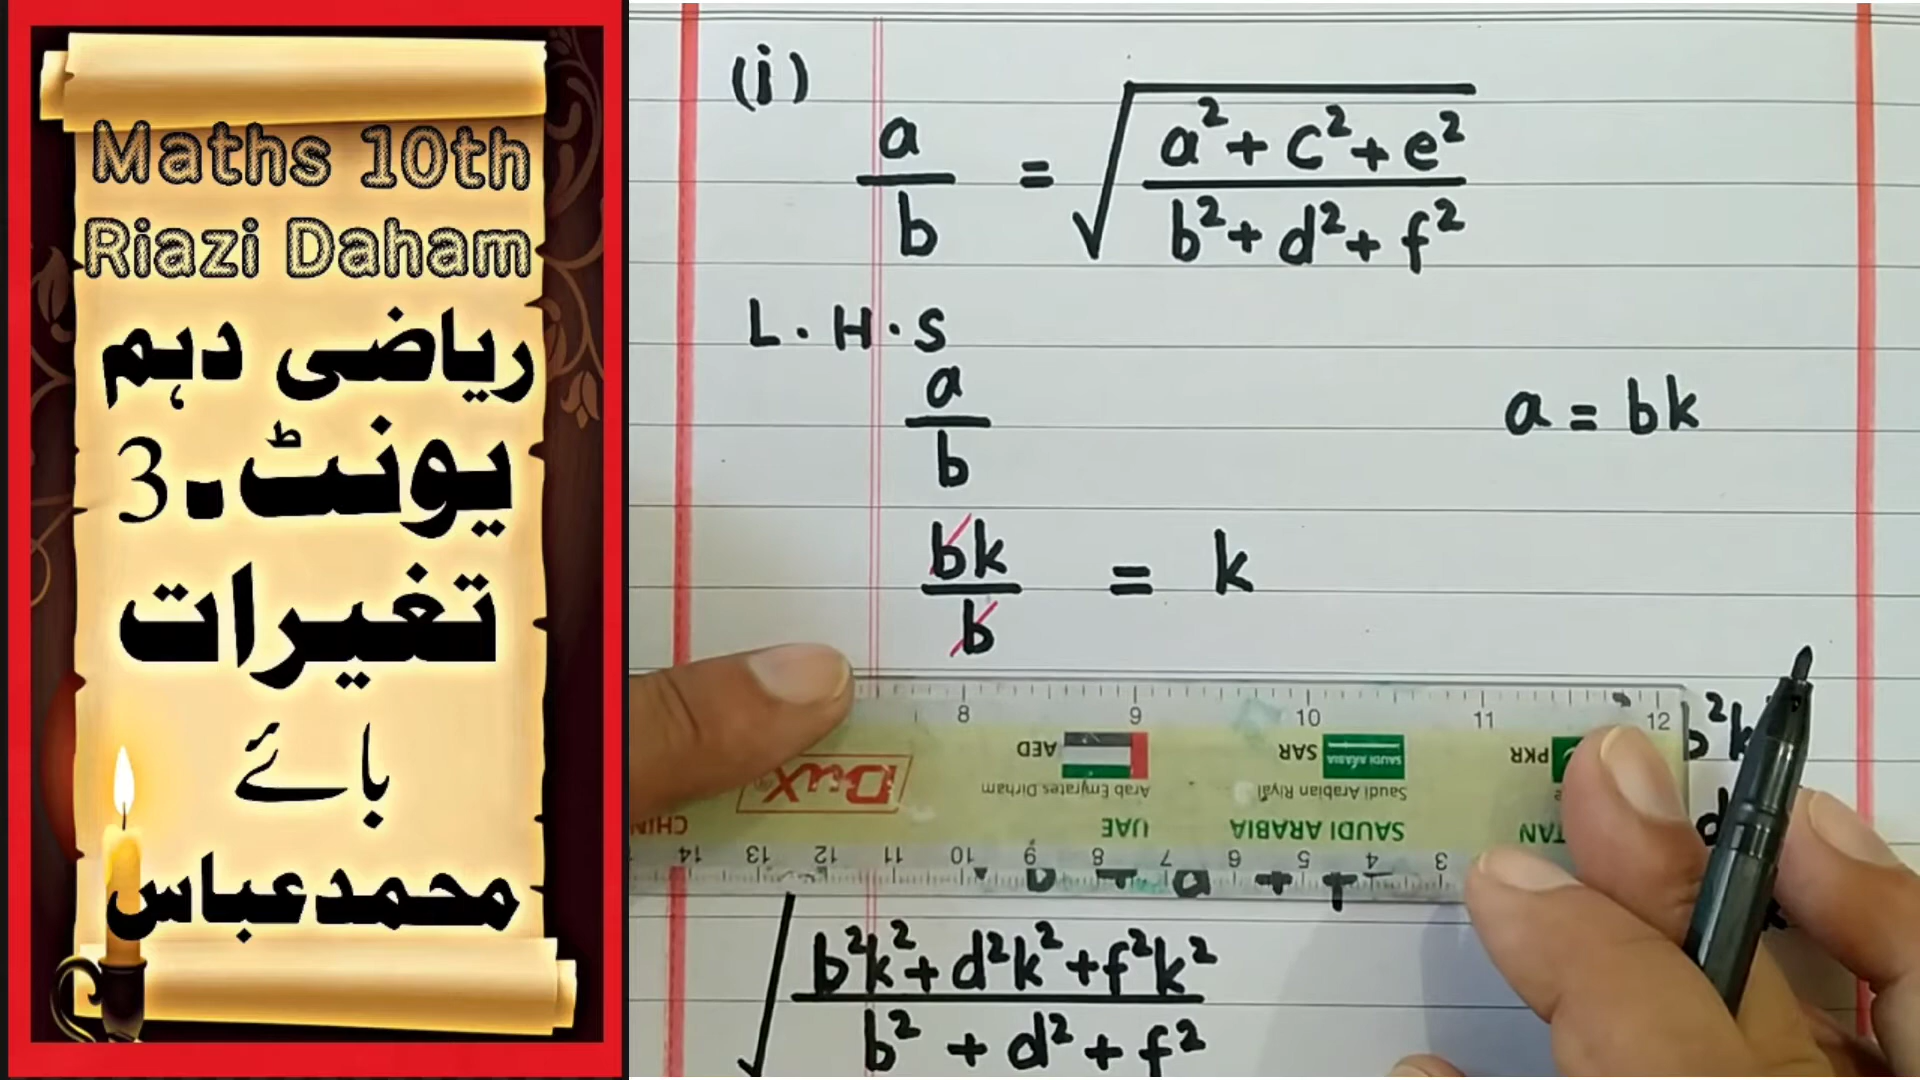 Maths 10th
Riazi Daham
ریاضی دہم
یونٹ۔3
تغیرات
بائے
محمدعباس
(i)
a/b = √((a²+c²+e²)/(b²+d²+f²))
L.H.S
a/b
a = bk
bk/b = k
8 9 10 11 12
AED SAR PKR
Arab Emyrates Dirham Saudi Arabian Riyal
Dux
UAE SAUDI ARABIA
14 13 12 11 10 9 8 7 6 5 4 3
√((b²k²+d²k²+f²k²)/(b²+d²+f²))